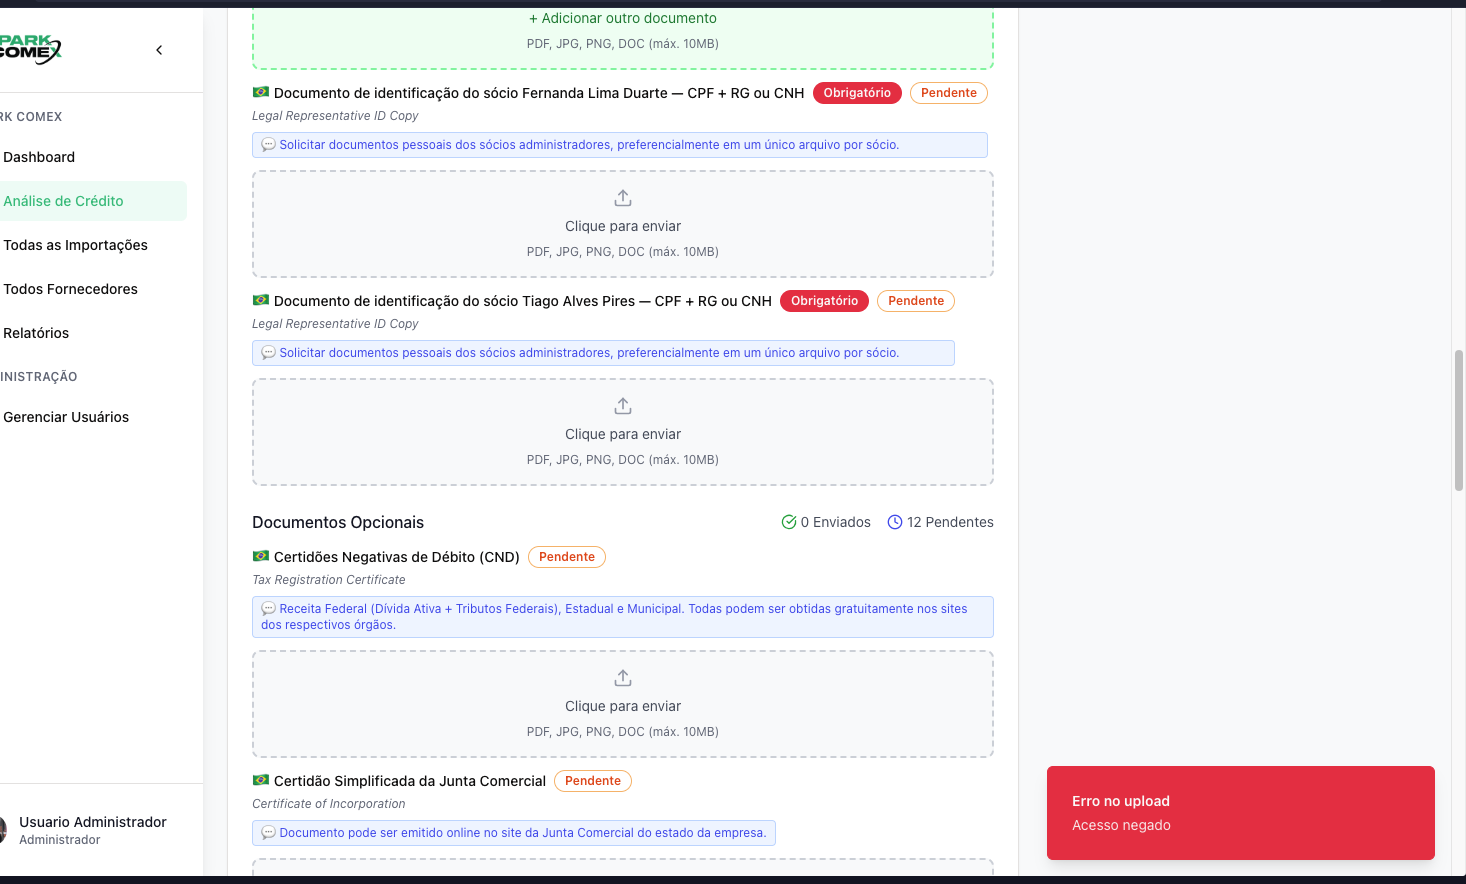 PARK
COMEX
RK COMEX
Dashboard
Análise de Crédito
Todas as Importações
Todos Fornecedores
Relatórios
INISTRAÇÃO
Gerenciar Usuários
Usuario Administrador
Administrador
+ Adicionar outro documento
PDF, JPG, PNG, DOC (máx. 10MB)
Documento de identificação do sócio Fernanda Lima Duarte — CPF + RG ou CNH Obrigatório Pendente
Legal Representative ID Copy
Solicitar documentos pessoais dos sócios administradores, preferencialmente em um único arquivo por sócio.
Clique para enviar
PDF, JPG, PNG, DOC (máx. 10MB)
Documento de identificação do sócio Tiago Alves Pires — CPF + RG ou CNH Obrigatório Pendente
Legal Representative ID Copy
Solicitar documentos pessoais dos sócios administradores, preferencialmente em um único arquivo por sócio.
Clique para enviar
PDF, JPG, PNG, DOC (máx. 10MB)
Documentos Opcionais 0 Enviados 12 Pendentes
Certidões Negativas de Débito (CND) Pendente
Tax Registration Certificate
Receita Federal (Dívida Ativa + Tributos Federais), Estadual e Municipal. Todas podem ser obtidas gratuitamente nos sites
dos respectivos órgãos.
Clique para enviar
PDF, JPG, PNG, DOC (máx. 10MB)
Certidão Simplificada da Junta Comercial Pendente
Certificate of Incorporation
Documento pode ser emitido online no site da Junta Comercial do estado da empresa.
Erro no upload
Acesso negado